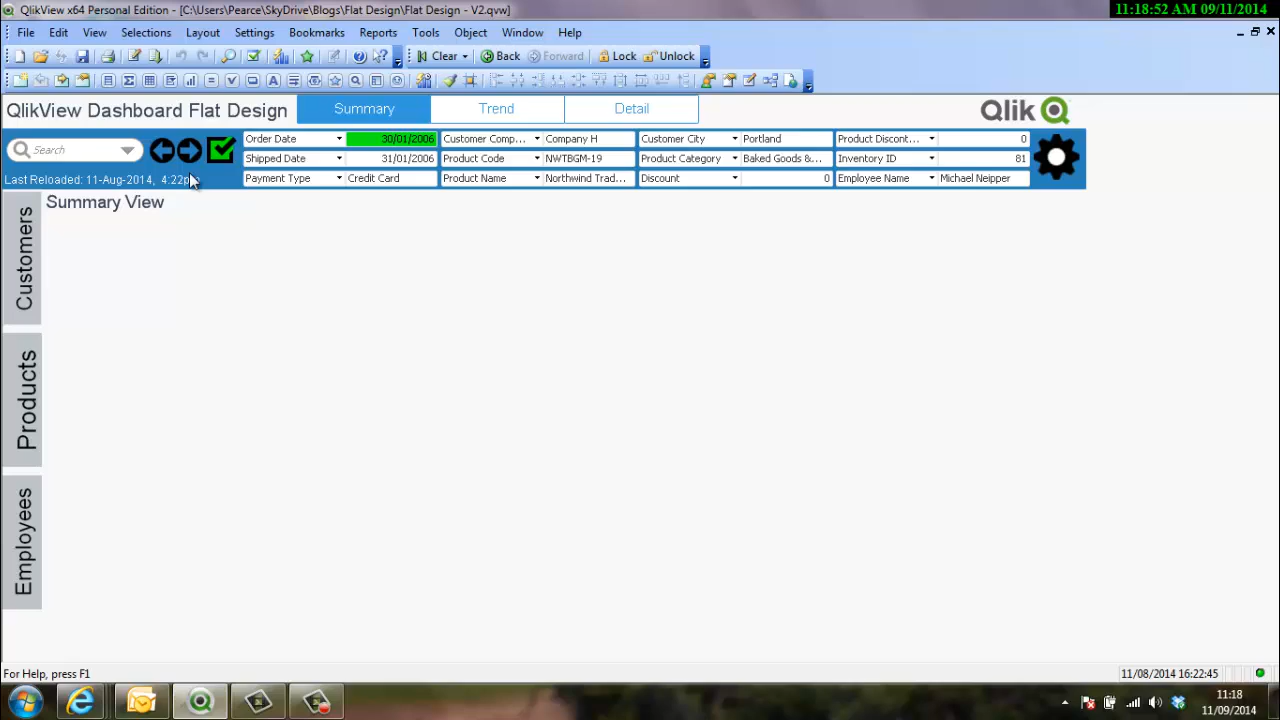 QlikView x64 Personal Edition - [C:\Users\Pearce\SkyDrive\Blogs\Flat Design\Flat Design - V2.qvw]
11:18:52 AM 09/11/2014
File Edit View Selections Layout Settings Bookmarks Reports Tools Object Window Help
Clear Back Forward Lock Unlock
QlikView Dashboard Flat Design Summary Trend Detail Qlik
Search
Order Date 30/01/2006 Customer Comp... Company H Customer City Portland Product Discont... 0
Shipped Date 31/01/2006 Product Code NWTBGM-19 Product Category Baked Goods &... Inventory ID 81
Payment Type Credit Card Product Name Northwind Trad... Discount 0 Employee Name Michael Neipper
Last Reloaded: 11-Aug-2014, 4:22p
Summary View
Customers
Products
Employees
For Help, press F1
11/08/2014 16:22:45
11:18
11/09/2014